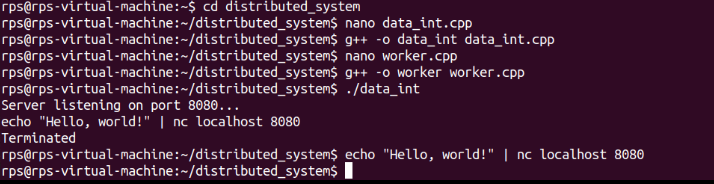 rps@rps-virtual-machine:~$ cd distributed_system
rps@rps-virtual-machine:~/distributed_system$ nano data_int.cpp
rps@rps-virtual-machine:~/distributed_system$ g++ -o data_int data_int.cpp
rps@rps-virtual-machine:~/distributed_system$ nano worker.cpp
rps@rps-virtual-machine:~/distributed_system$ g++ -o worker worker.cpp
rps@rps-virtual-machine:~/distributed_system$ ./data_int
Server listening on port 8080...
echo "Hello, world!" | nc localhost 8080
Terminated
rps@rps-virtual-machine:~/distributed_system$ echo "Hello, world!" | nc localhost 8080
rps@rps-virtual-machine:~/distributed_system$